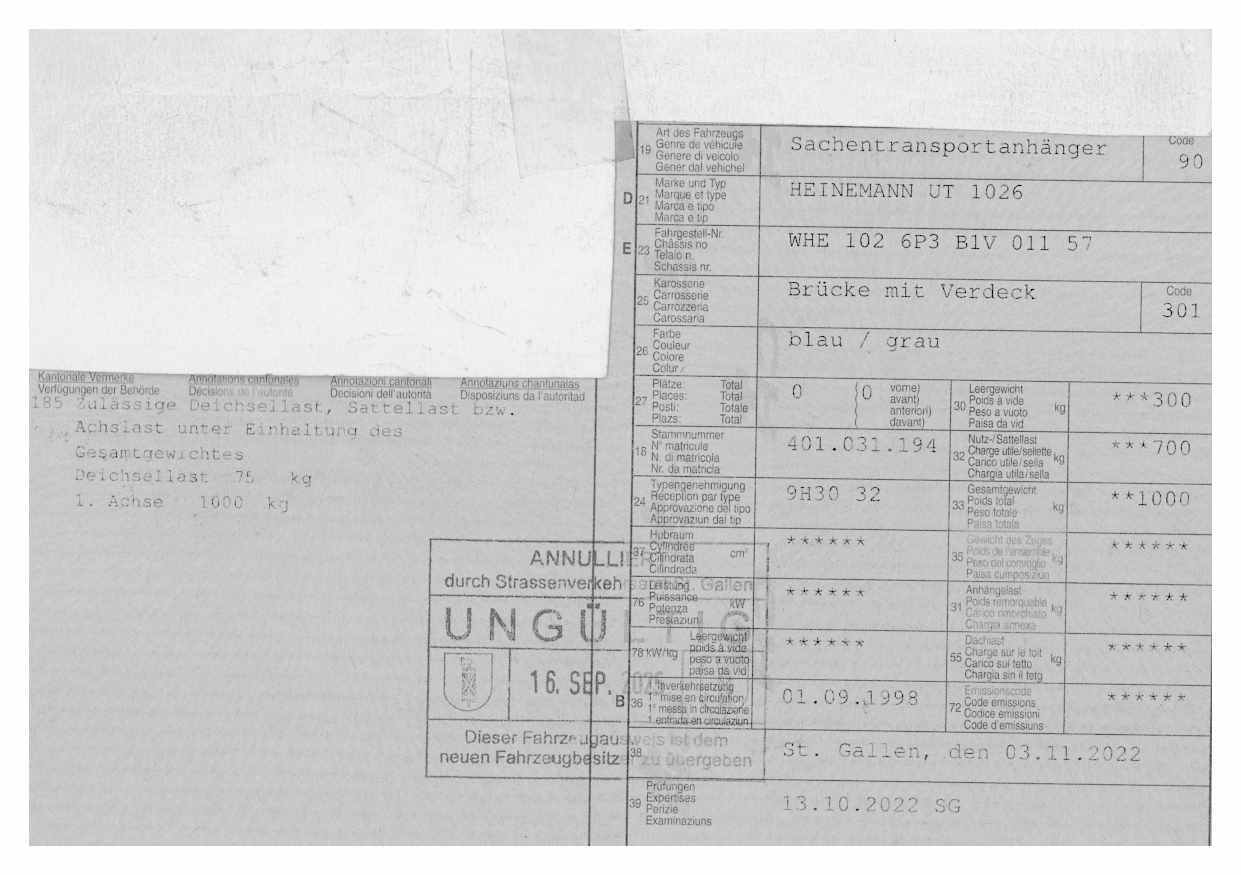 Art des Fahrzeugs
19 Genre de véhicule
Genere di veicolo
Gener dal vehichel
Sachentransportanhänger
Code
90
D 21 Marke und Typ
Marque et type
Marca e tipo
Marca e tip
HEINEMANN UT 1026
E 23 Fahrgestell-Nr.
Châssis no
Telaio n.
Schassis nr.
WHE 102 6P3 B1V 011 57
25 Karosserie
Carrosserie
Carrozzeria
Carossaria
Brücke mit Verdeck
Code
301
26 Farbe
Couleur
Colore
Colur
blau / grau
Kantonale Vermerke
Verfügungen der Behörde
Annotations cantonales
Décisions de l'autorité
Annotazioni cantonali
Decisioni dell'autorità
Annotaziuns chantunalas
Disposiziuns da l'autoritad
185 Zulässige Deichsellast, Sattellast bzw.
Achslast unter Einhaltung des
Gesamtgewichtes
Deichsellast 75 kg
1. Achse 1000 kg
27 Plätze: Total
Places: Total
Posti: Totale
Plazs: Total
0 (0 vorne)
avant)
anteriori)
davant)
30 Leergewicht
Poids à vide
Peso a vuoto
Paisa da vid
kg
***300
18 Stammnummer
N° matricule
N. di matricola
Nr. da matricla
401.031.194
32 Nutz-/Sattellast
Charge utile/sellette
Carico utile/sella
Chargia utila/sella
kg
***700
24 Typengenehmigung
Réception par type
Approvazione del tipo
Approvaziun dal tip
9H30 32
33 Gesamtgewicht
Poids total
Peso totale
Paisa totala
kg
**1000
37 Hubraum
Cylindrée
Cilindrata
Cilindrada
cm³
******
35 Gewicht des Zuges
Poids de l'ensemble
Peso del convoglio
Paisa cumposiziun
kg
******
76 Leistung
Puissance
Potenza
Prestaziun
kW
******
31 Anhängelast
Poids remorquable
Carico rimorchiato
Chargia annexa
kg
******
78 kW/kg
Leergewicht
poids à vide
peso a vuoto
paisa da vid
******
55 Dachlast
Charge sur le toit
Carico sul tetto
Chargia sin il tetg
kg
******
B 36 1. Inverkehrsetzung
1re mise en circulation
1a messa in circolazione
1. entrada en circulaziun
01.09.1998
72 Emissionscode
Code émissions
Codice emissioni
Code d'emissiuns
******
38
St. Gallen, den 03.11.2022
39 Prüfungen
Expertises
Perizie
Examinaziuns
13.10.2022 SG
ANNULLIERT
durch Strassenverkehrsamt St. Gallen
UNGÜLTIG
16. SEP.
Dieser Fahrzeugausweis ist dem
neuen Fahrzeugbesitzer zu übergeben